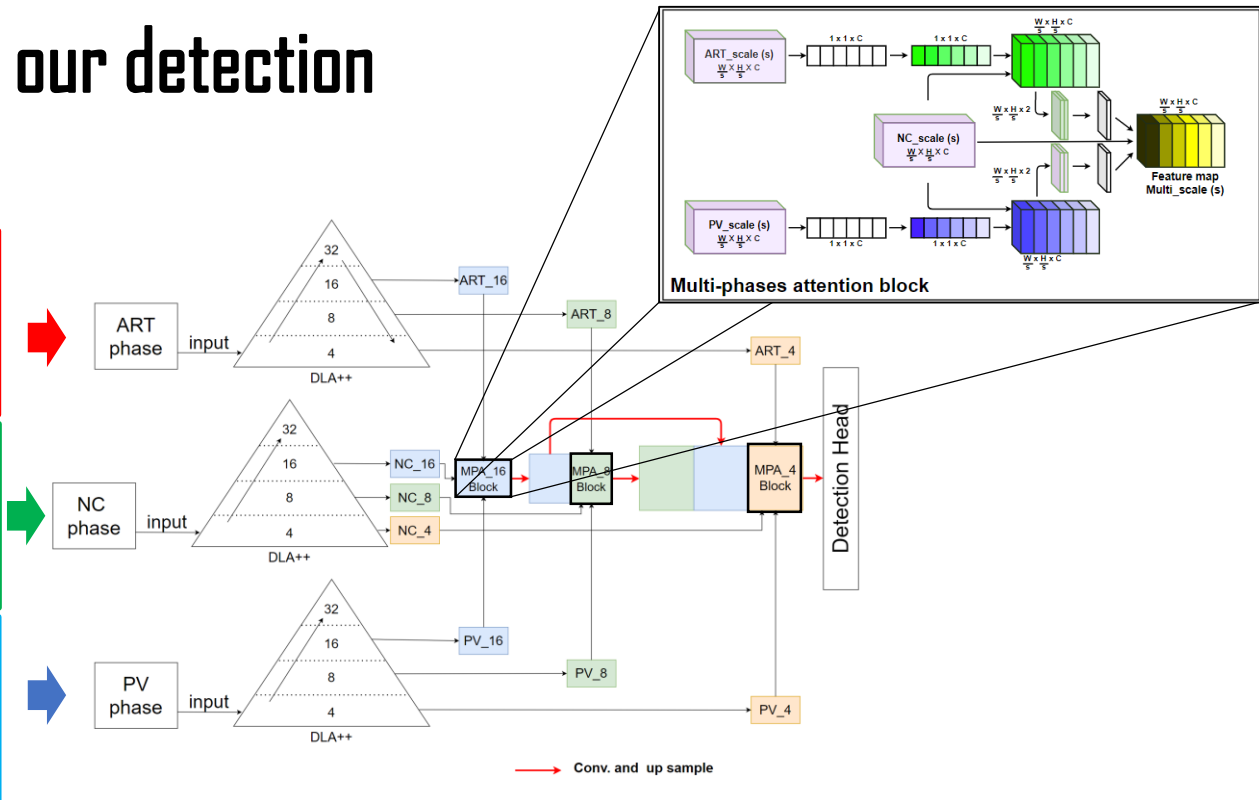 our detection
ART_scale (s)
W/S x H/S x C
1 x 1 x C
1 x 1 x C
W/S x H/S x C
NC_scale (s)
W/S x H/S x C
W/S x H/S x 2
W/S x H/S x 2
W/S x H/S x C
Feature map
Multi_scale (s)
PV_scale (s)
W/S x H/S x C
1 x 1 x C
1 x 1 x C
W/S x H/S x C
Multi-phases attention block
ART
phase
input
32
16
8
4
DLA++
ART_16
ART_8
ART_4
NC
phase
input
32
16
8
4
DLA++
NC_16
NC_8
NC_4
MPA_16
Block
MPA_8
Block
MPA_4
Block
Detection Head
PV
phase
input
32
16
8
4
DLA++
PV_16
PV_8
PV_4
Conv. and up sample